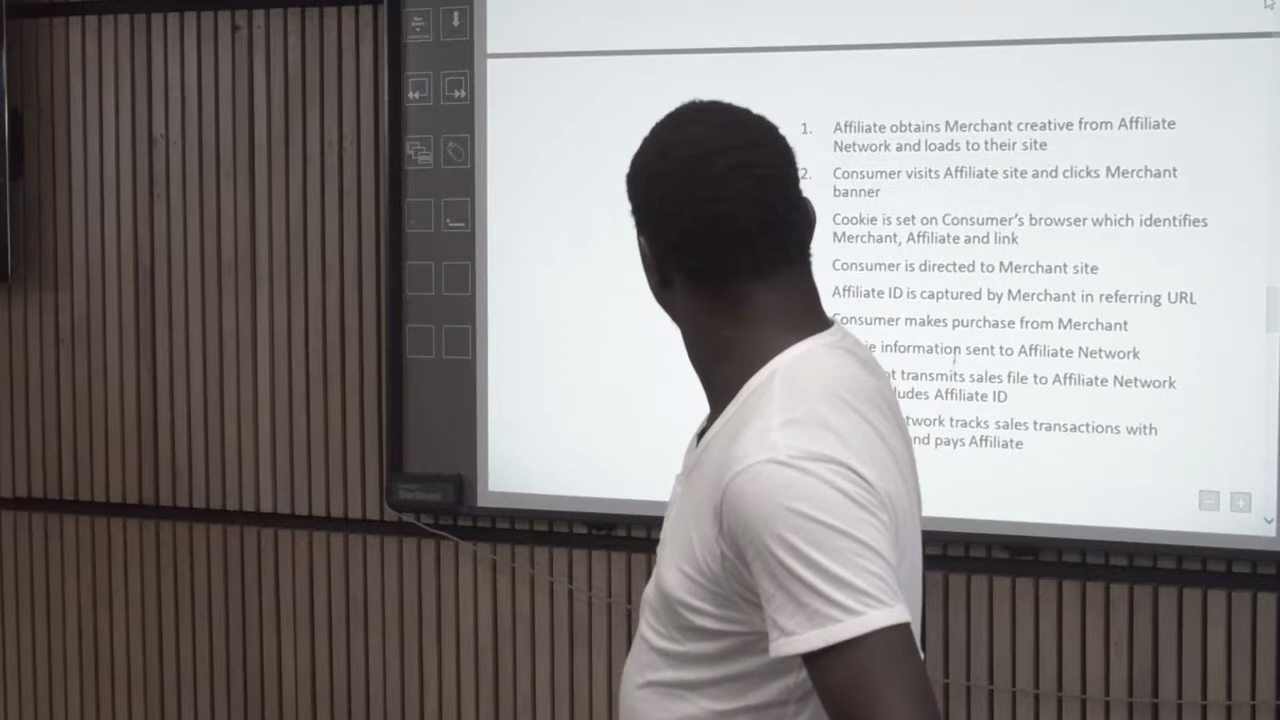 1. Affiliate obtains Merchant creative from Affiliate
Network and loads to their site
2. Consumer visits Affiliate site and clicks Merchant
banner
Cookie is set on Consumer's browser which identifies
Merchant, Affiliate and link
Consumer is directed to Merchant site
Affiliate ID is captured by Merchant in referring URL
Consumer makes purchase from Merchant
information sent to Affiliate Network
transmits sales file to Affiliate Network
Affiliate ID
tracks sales transactions with
pays Affiliate